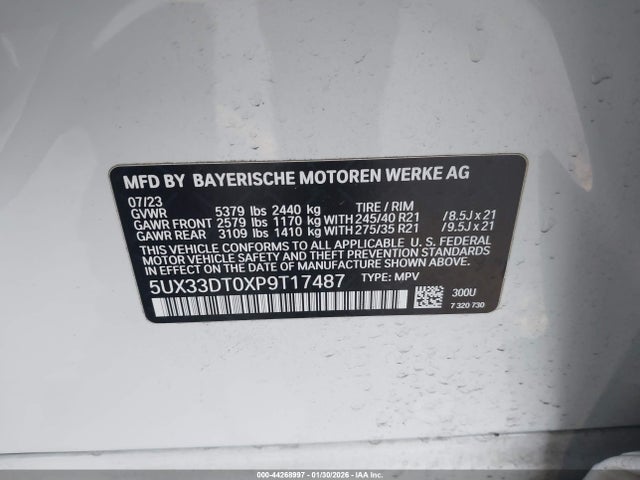 MFD BY BAYERISCHE MOTOREN WERKE AG
07/23
GVWR 5379 lbs 2440 kg TIRE / RIM
GAWR FRONT 2579 lbs 1170 kg WITH 245/40 R21 /8.5J x 21
GAWR REAR 3109 lbs 1410 kg WITH 275/35 R21 /9.5J x 21
THIS VEHICLE CONFORMS TO ALL APPLICABLE U. S. FEDERAL
MOTOR VEHICLE SAFETY AND THEFT PREVENTION STANDARDS
IN EFFECT ON THE DATE OF MANUFACTURE SHOWN ABOVE.
5UX33DT0XP9T17487 TYPE: MPV
300U
7 320 730
000-44268997 - 01/30/2026 - IAA Inc.